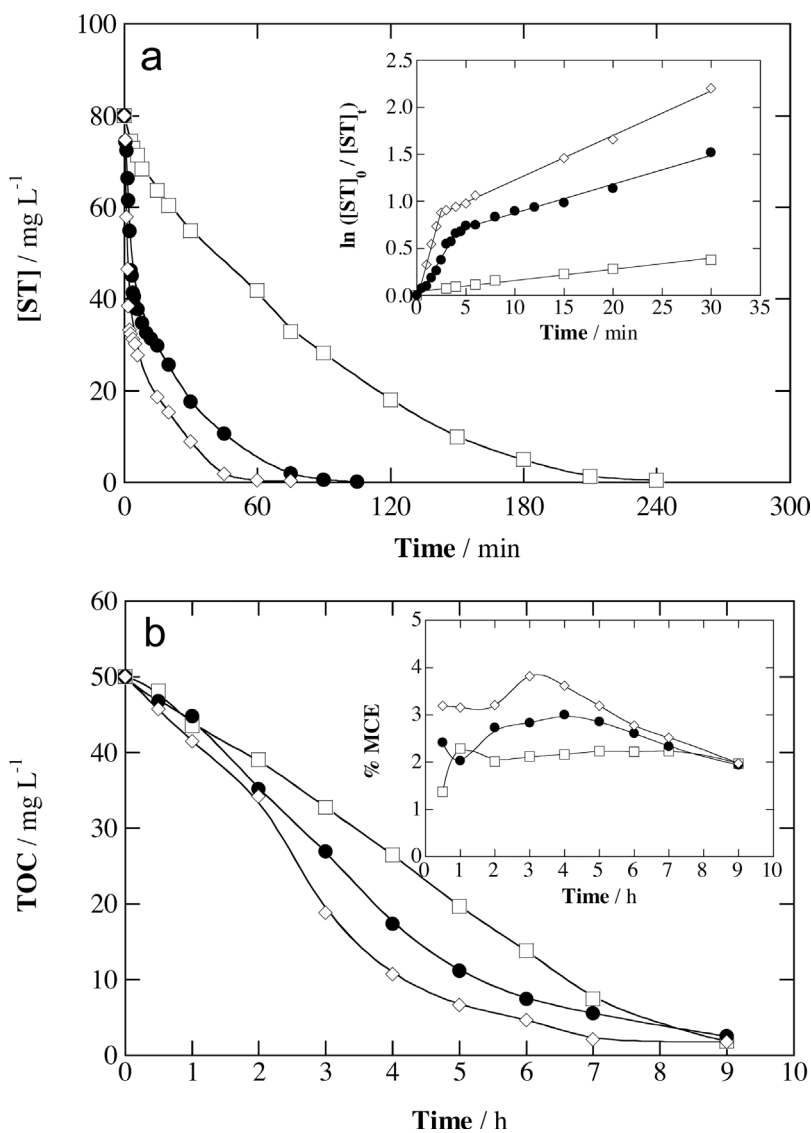 a
[ST] / mg L-1
100
80
60
40
20
0
0 60 120 180 240 300
Time / min
ln ([ST]0 / [ST]t)
2.5
2.0
1.5
1.0
0.5
0.0
0 5 10 15 20 25 30 35
Time / min
b
TOC / mg L-1
60
50
40
30
20
10
0
0 1 2 3 4 5 6 7 8 9 10
Time / h
% MCE
5
4
3
2
1
0
0 1 2 3 4 5 6 7 8 9 10
Time / h